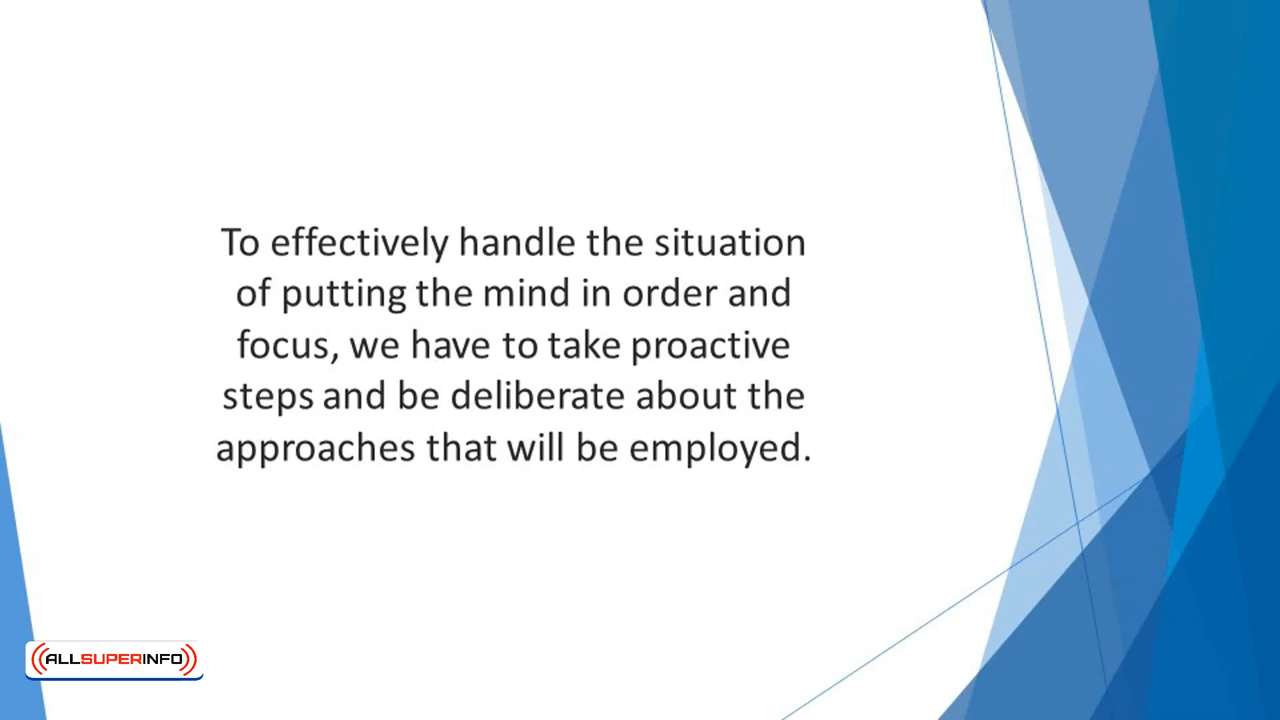 To effectively handle the situation
of putting the mind in order and
focus, we have to take proactive
steps and be deliberate about the
approaches that will be employed.
ALLSUPERINFO